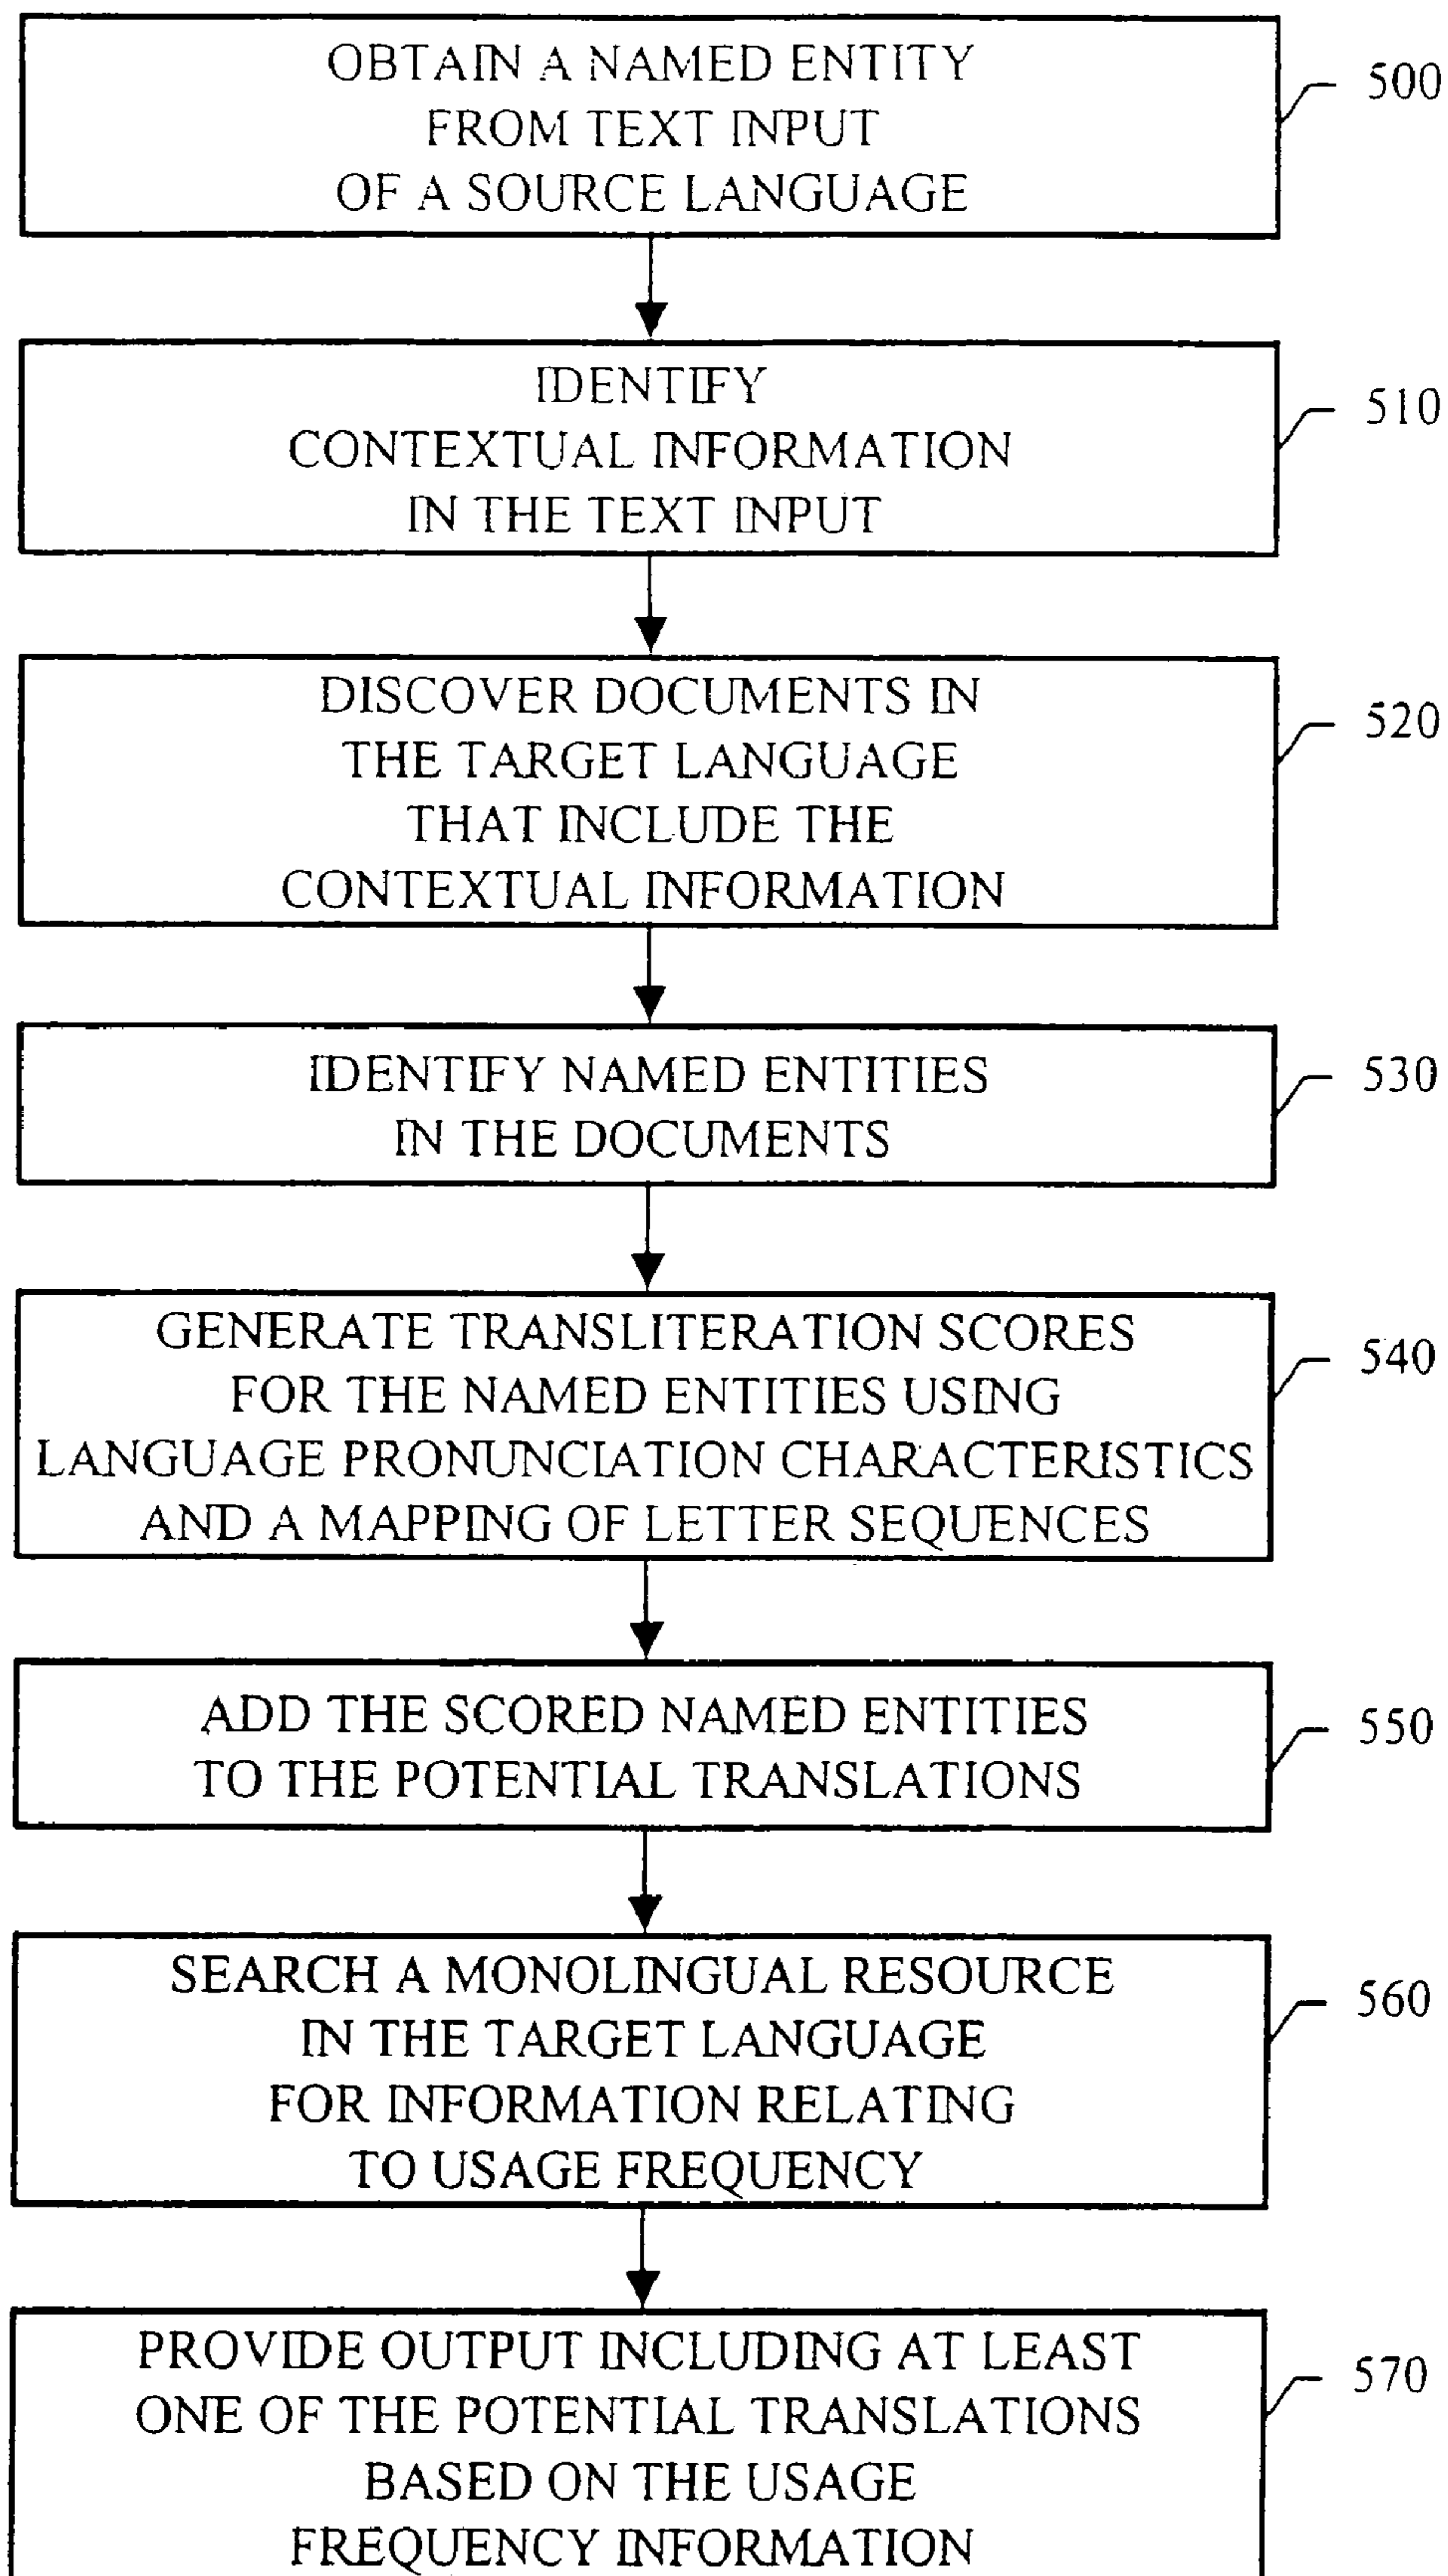 OBTAIN A NAMED ENTITY
FROM TEXT INPUT
OF A SOURCE LANGUAGE
500
IDENTIFY
CONTEXTUAL INFORMATION
IN THE TEXT INPUT
510
DISCOVER DOCUMENTS IN
THE TARGET LANGUAGE
THAT INCLUDE THE
CONTEXTUAL INFORMATION
520
IDENTIFY NAMED ENTITIES
IN THE DOCUMENTS
530
GENERATE TRANSLITERATION SCORES
FOR THE NAMED ENTITIES USING
LANGUAGE PRONUNCIATION CHARACTERISTICS
AND A MAPPING OF LETTER SEQUENCES
540
ADD THE SCORED NAMED ENTITIES
TO THE POTENTIAL TRANSLATIONS
550
SEARCH A MONOLINGUAL RESOURCE
IN THE TARGET LANGUAGE
FOR INFORMATION RELATING
TO USAGE FREQUENCY
560
PROVIDE OUTPUT INCLUDING AT LEAST
ONE OF THE POTENTIAL TRANSLATIONS
BASED ON THE USAGE
FREQUENCY INFORMATION
570